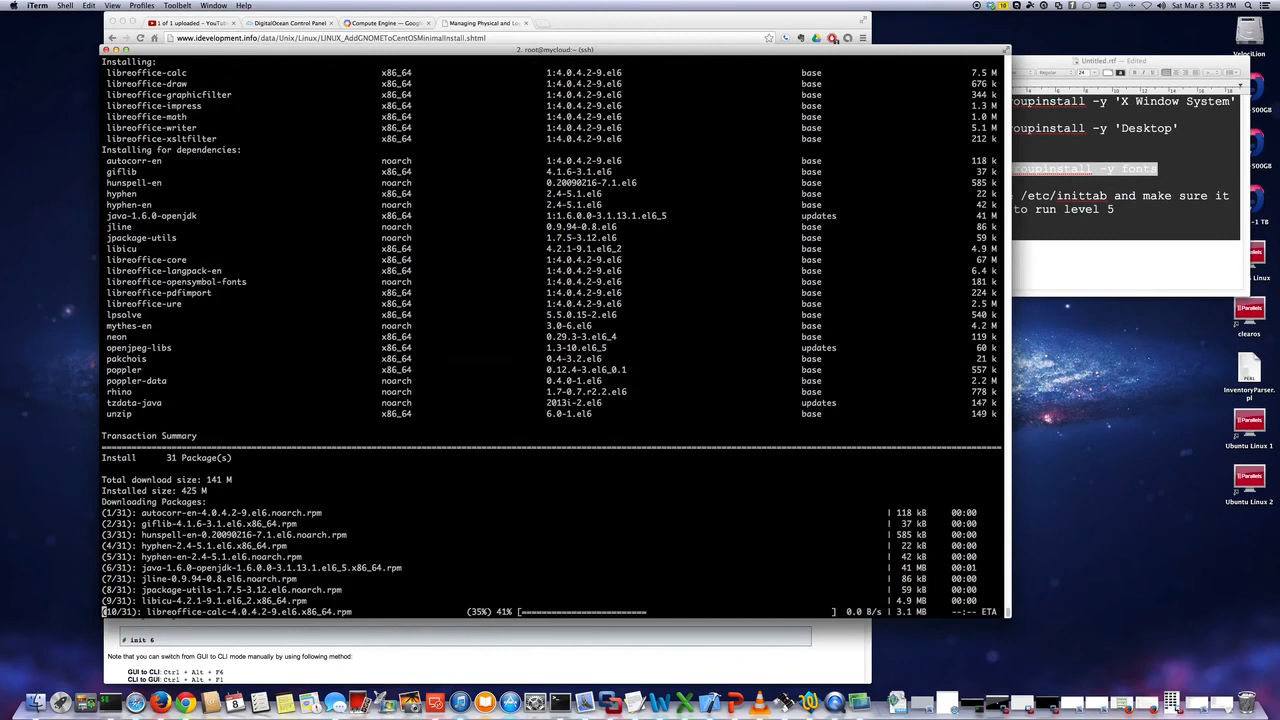 iTerm Shell Edit View Profiles Toolbelt Window Help
Sat Mar 8 5:33 PM
1 of 1 uploaded - YouTube
DigitalOcean Control Panel
Compute Engine — Google
Managing Physical and Lo
www.idevelopment.info/data/Unix/Linux/LINUX_AddGNOMEToCentOSMinimalInstall.shtml
2. root@mycloud:~ (ssh)
Installing:
libreoffice-calc x86_64 1:4.0.4.2-9.el6 base 7.5 M
libreoffice-draw x86_64 1:4.0.4.2-9.el6 base 676 k
libreoffice-graphicfilter x86_64 1:4.0.4.2-9.el6 base 344 k
libreoffice-impress x86_64 1:4.0.4.2-9.el6 base 1.3 M
libreoffice-math x86_64 1:4.0.4.2-9.el6 base 1.0 M
libreoffice-writer x86_64 1:4.0.4.2-9.el6 base 5.1 M
libreoffice-xsltfilter x86_64 1:4.0.4.2-9.el6 base 212 k
Installing for dependencies:
autocorr-en noarch 1:4.0.4.2-9.el6 base 118 k
giflib x86_64 4.1.6-3.1.el6 base 37 k
hunspell-en noarch 0.20090216-7.1.el6 base 585 k
hyphen x86_64 2.4-5.1.el6 base 22 k
hyphen-en noarch 2.4-5.1.el6 base 42 k
java-1.6.0-openjdk x86_64 1:1.6.0.0-3.1.13.1.el6_5 updates 41 M
jline noarch 0.9.94-0.8.el6 base 86 k
jpackage-utils noarch 1.7.5-3.12.el6 base 59 k
libicu x86_64 4.2.1-9.1.el6_2 base 4.9 M
libreoffice-core x86_64 1:4.0.4.2-9.el6 base 67 M
libreoffice-langpack-en x86_64 1:4.0.4.2-9.el6 base 6.4 k
libreoffice-opensymbol-fonts noarch 1:4.0.4.2-9.el6 base 181 k
libreoffice-pdfimport x86_64 1:4.0.4.2-9.el6 base 224 k
libreoffice-ure x86_64 1:4.0.4.2-9.el6 base 2.5 M
lpsolve x86_64 5.5.0.15-2.el6 base 540 k
mythes-en noarch 3.0-6.el6 base 4.2 M
neon x86_64 0.29.3-3.el6_4 base 119 k
openjpeg-libs x86_64 1.3-10.el6_5 updates 60 k
pakchois x86_64 0.4-3.2.el6 base 21 k
poppler x86_64 0.12.4-3.el6_0.1 base 557 k
poppler-data noarch 0.4.0-1.el6 base 2.2 M
rhino noarch 1.7-0.7.r2.2.el6 base 778 k
tzdata-java noarch 2013i-2.el6 updates 147 k
unzip x86_64 6.0-1.el6 base 149 k
Transaction Summary
Install 31 Package(s)
Total download size: 141 M
Installed size: 425 M
Downloading Packages:
(1/31): autocorr-en-4.0.4.2-9.el6.noarch.rpm | 118 kB 00:00
(2/31): giflib-4.1.6-3.1.el6.x86_64.rpm | 37 kB 00:00
(3/31): hunspell-en-0.20090216-7.1.el6.noarch.rpm | 585 kB 00:00
(4/31): hyphen-2.4-5.1.el6.x86_64.rpm | 22 kB 00:00
(5/31): hyphen-en-2.4-5.1.el6.noarch.rpm | 42 kB 00:00
(6/31): java-1.6.0-openjdk-1.6.0.0-3.1.13.1.el6_5.x86_64.rpm | 41 MB 00:01
(7/31): jline-0.9.94-0.8.el6.noarch.rpm | 86 kB 00:00
(8/31): jpackage-utils-1.7.5-3.12.el6.noarch.rpm | 59 kB 00:00
(9/31): libicu-4.2.1-9.1.el6_2.x86_64.rpm | 4.9 MB 00:00
(10/31): libreoffice-calc-4.0.4.2-9.el6.x86_64.rpm (35%) 41% [========================= ] 0.0 B/s | 3.1 MB --:-- ETA
# init 6
Note that you can switch from GUI to CLI mode manually by using following method:
GUI to CLI: Ctrl + Alt + F6
CLI to GUI: Ctrl + Alt + F1
Untitled.rtf — Edited
Regular 24
roupinstall -y 'X Window System'
roupinstall -y 'Desktop'
roupinstall -y fonts
/etc/inittab and make sure it
to run level 5
VelociLion
-500GB
-500GB
-1 TB
Linux
clearos
PERL
InventoryParser.
pl
Ubuntu Linux 1
Ubuntu Linux 2